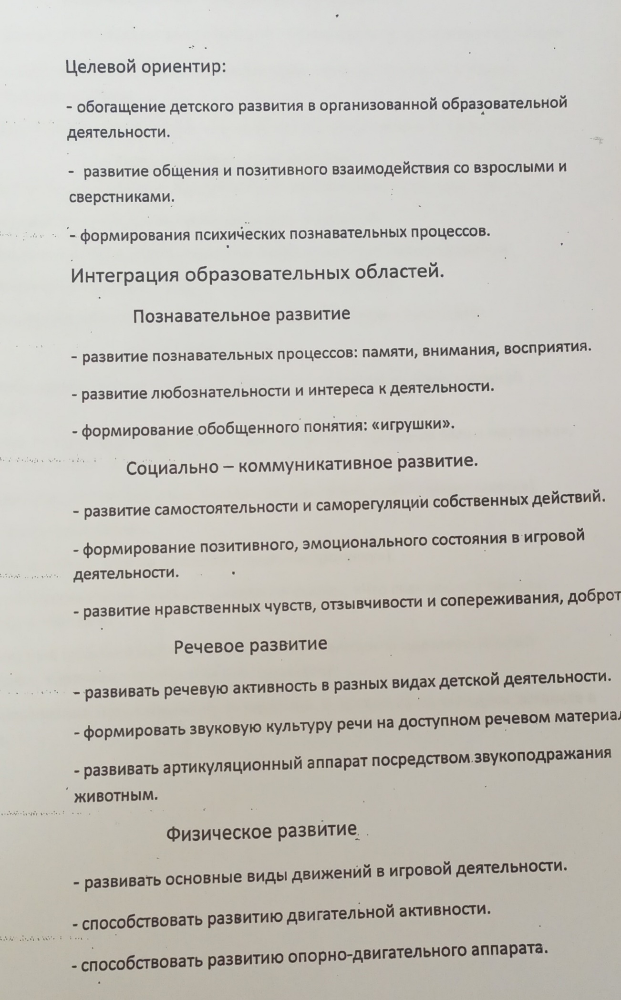 Целевой ориентир:
- обогащение детского развития в организованной образовательной
деятельности.
- развитие общения и позитивного взаимодействия со взрослыми и
сверстниками.
- формирования психических познавательных процессов.
Интеграция образовательных областей.
Познавательное развитие
- развитие познавательных процессов: памяти, внимания, восприятия.
- развитие любознательности и интереса к деятельности.
- формирование обобщенного понятия: «игрушки».
Социально – коммуникативное развитие.
- развитие самостоятельности и саморегуляции собственных действий.
- формирование позитивного, эмоционального состояния в игровой
деятельности.
- развитие нравственных чувств, отзывчивости и сопереживания, доброт
Речевое развитие
- развивать речевую активность в разных видах детской деятельности.
- формировать звуковую культуру речи на доступном речевом материал
- развивать артикуляционный аппарат посредством звукоподражания
животным.
Физическое развитие
- развивать основные виды движений в игровой деятельности.
- способствовать развитию двигательной активности.
- способствовать развитию опорно-двигательного аппарата.